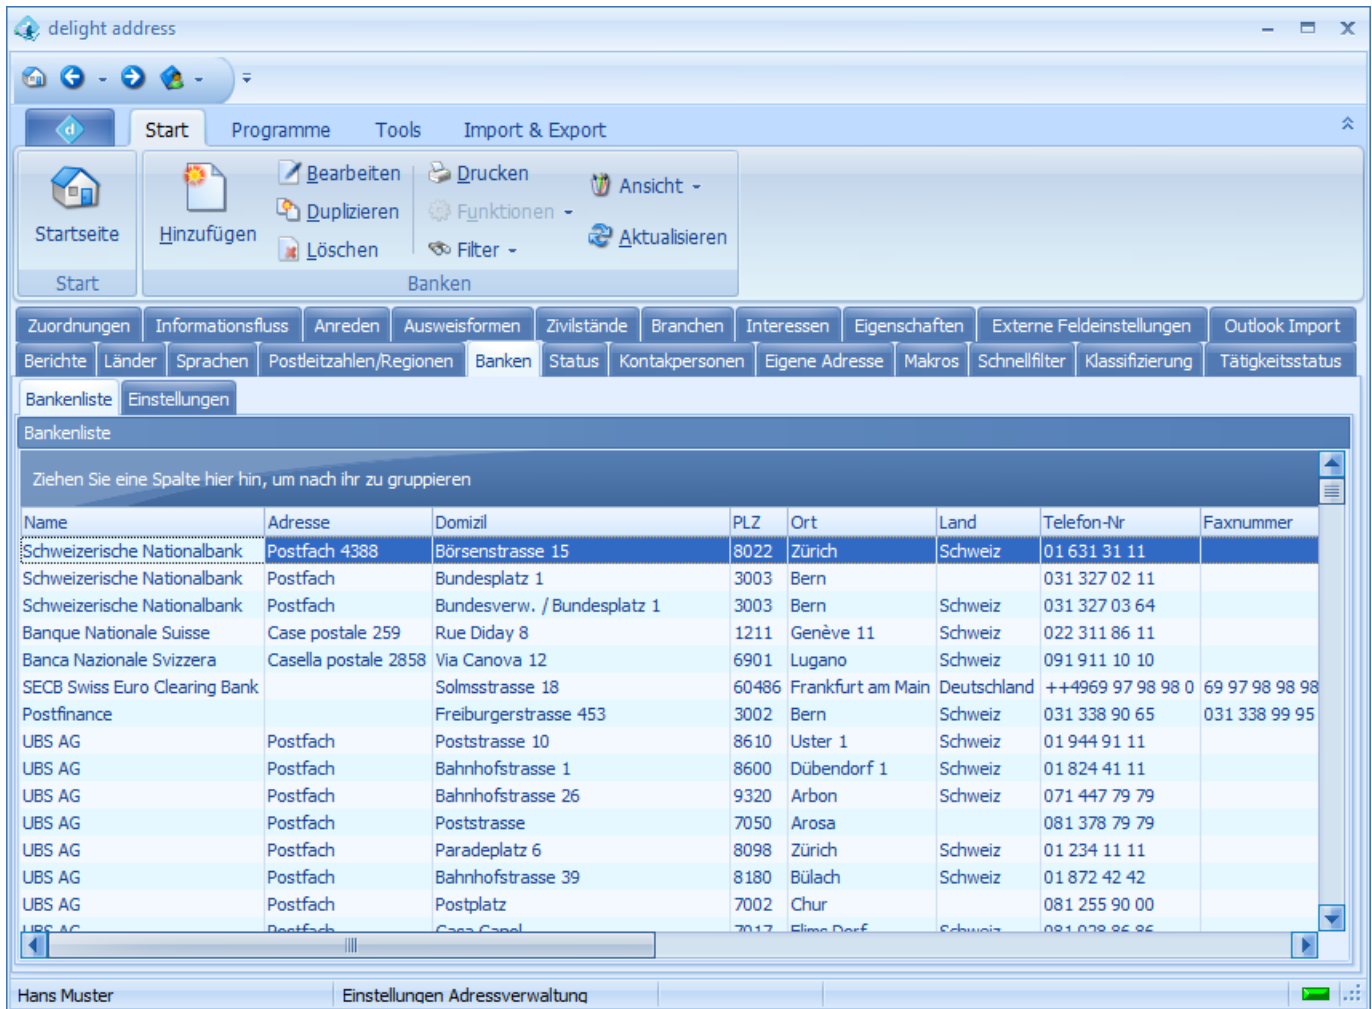 delight address
Start Programme Tools Import & Export
Startseite
Hinzufügen
Bearbeiten
Duplizieren
Löschen
Drucken
Funktionen
Filter
Ansicht
Aktualisieren
Start Banken
Zuordnungen Informationsfluss Anreden Ausweisformen Zivilstände Branchen Interessen Eigenschaften Externe Feldeinstellungen Outlook Import
Berichte Länder Sprachen Postleitzahlen/Regionen Banken Status Kontakpersonen Eigene Adresse Makros Schnellfilter Klassifizierung Tätigkeitsstatus
Bankenliste Einstellungen
Bankenliste
Ziehen Sie eine Spalte hier hin, um nach ihr zu gruppieren
Name Adresse Domizil PLZ Ort Land Telefon-Nr Faxnummer
Schweizerische Nationalbank Postfach 4388 Börsenstrasse 15 8022 Zürich Schweiz 01 631 31 11
Schweizerische Nationalbank Postfach Bundesplatz 1 3003 Bern 031 327 02 11
Schweizerische Nationalbank Postfach Bundesverw. / Bundesplatz 1 3003 Bern Schweiz 031 327 03 64
Banque Nationale Suisse Case postale 259 Rue Diday 8 1211 Genève 11 Schweiz 022 311 86 11
Banca Nazionale Svizzera Casella postale 2858 Via Canova 12 6901 Lugano Schweiz 091 911 10 10
SECB Swiss Euro Clearing Bank Solmsstrasse 18 60486 Frankfurt am Main Deutschland ++4969 97 98 98 0 69 97 98 98 98
Postfinance Freiburgerstrasse 453 3002 Bern Schweiz 031 338 90 65 031 338 99 95
UBS AG Postfach Poststrasse 10 8610 Uster 1 Schweiz 01 944 91 11
UBS AG Postfach Bahnhofstrasse 1 8600 Dübendorf 1 Schweiz 01 824 41 11
UBS AG Postfach Bahnhofstrasse 26 9320 Arbon Schweiz 071 447 79 79
UBS AG Postfach Poststrasse 7050 Arosa 081 378 79 79
UBS AG Postfach Paradeplatz 6 8098 Zürich Schweiz 01 234 11 11
UBS AG Postfach Bahnhofstrasse 39 8180 Bülach Schweiz 01 872 42 42
UBS AG Postfach Postplatz 7002 Chur 081 255 90 00
UBS AG Postfach Casa Capol 7017 Flims Dorf Schweiz
Hans Muster Einstellungen Adressverwaltung